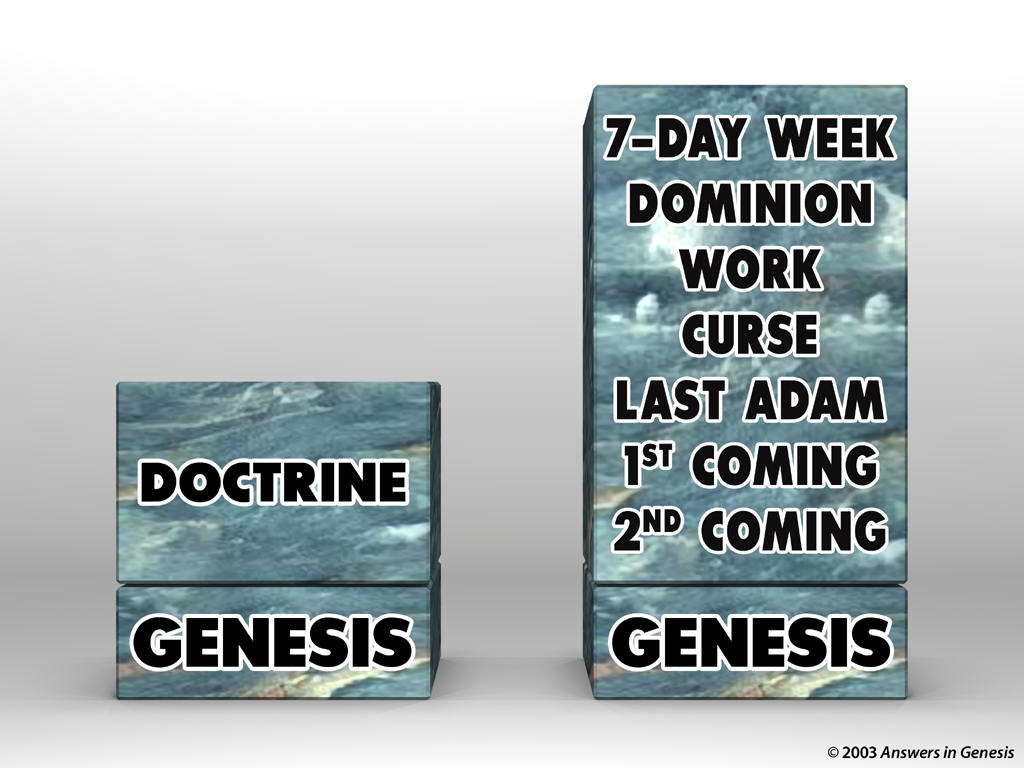 DOCTRINE
GENESIS
7-DAY WEEK
DOMINION
WORK
CURSE
LAST ADAM
1ST COMING
2ND COMING
GENESIS
© 2003 Answers in Genesis